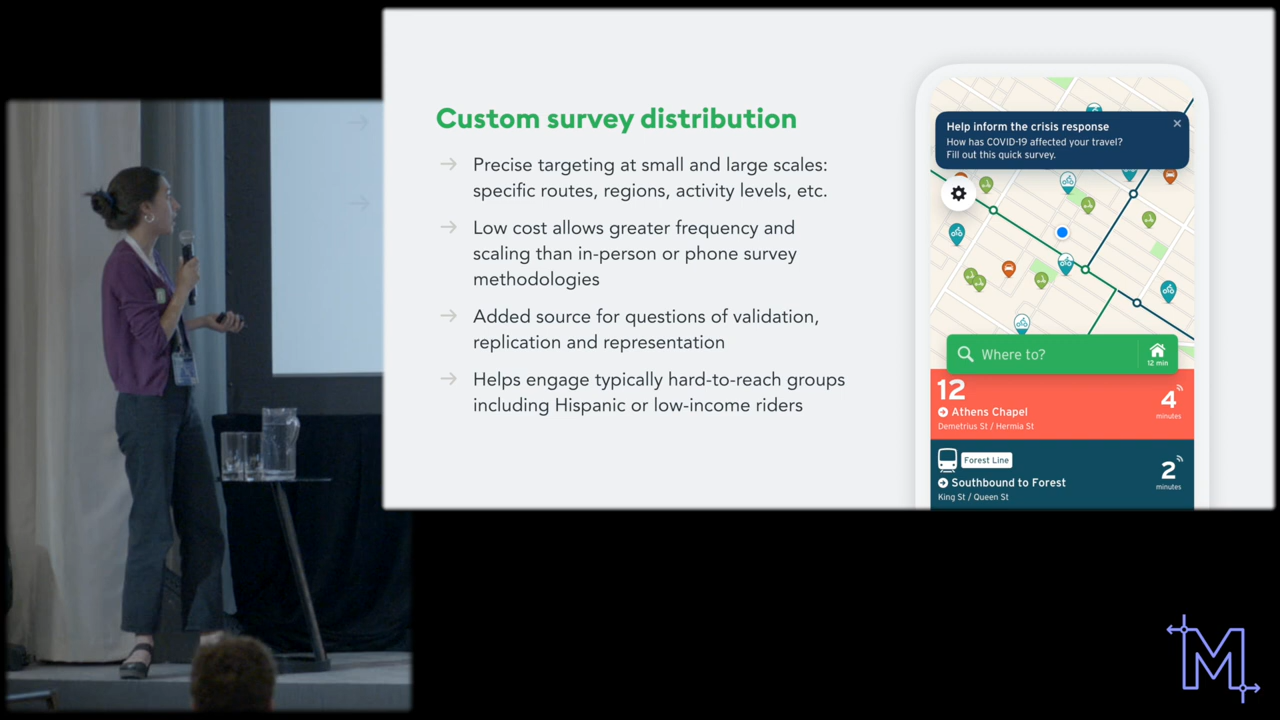 Custom survey distribution
Precise targeting at small and large scales:
specific routes, regions, activity levels, etc.
Low cost allows greater frequency and
scaling than in-person or phone survey
methodologies
Added source for questions of validation,
replication and representation
Helps engage typically hard-to-reach groups
including Hispanic or low-income riders
Help inform the crisis response
How has COVID-19 affected your travel?
Fill out this quick survey.
Where to?
12 min
12
Athens Chapel
Demetrius St / Hermia St
4
minutes
Forest Line
Southbound to Forest
King St / Queen St
2
minutes
M